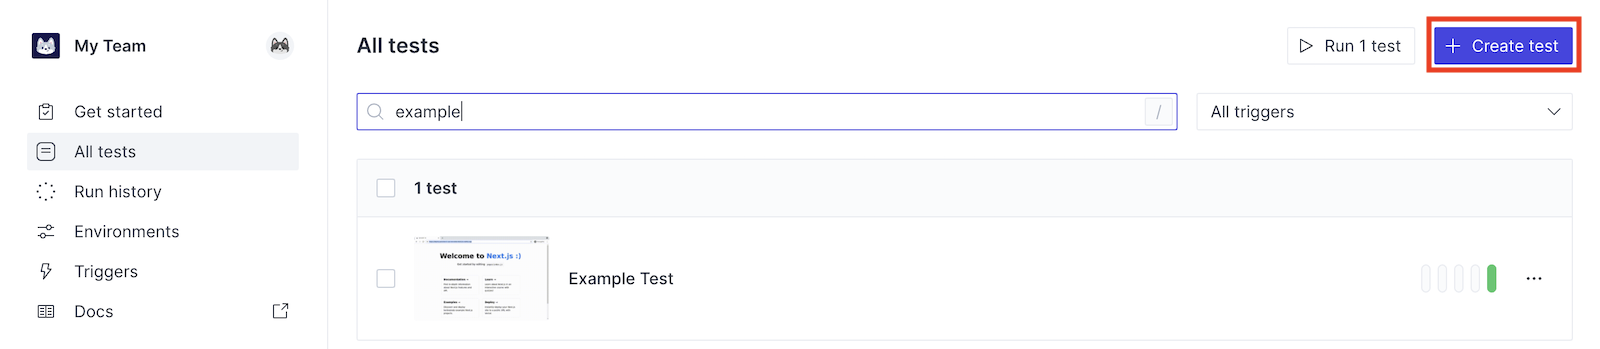 My Team
Get started
All tests
Run history
Environments
Triggers
Docs
All tests
Run 1 test
Create test
example
/
All triggers
1 test
Welcome to Next.js :)
Example Test